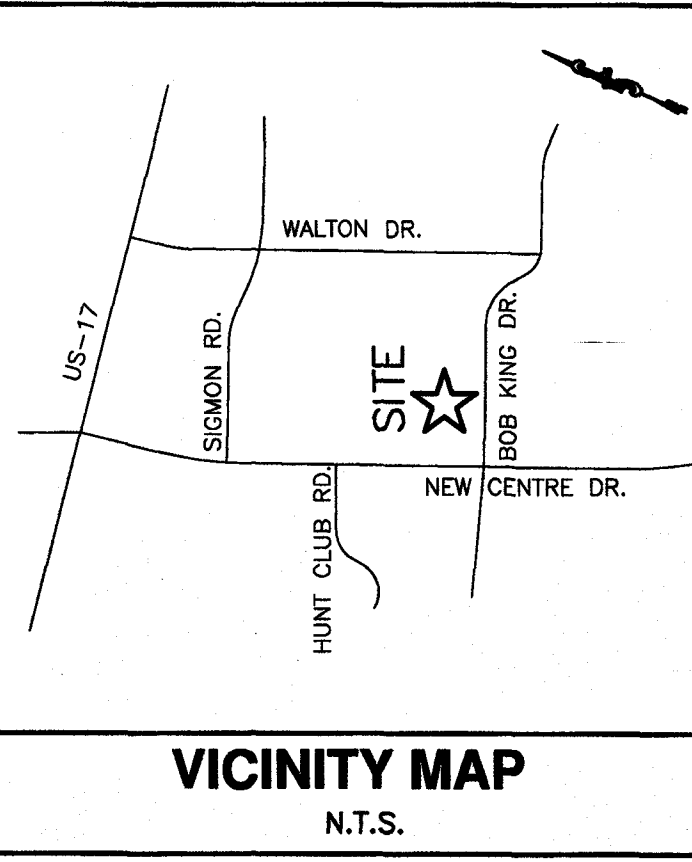 WALTON DR.
US-17
SIGMON RD.
SITE
BOB KING DR.
NEW CENTRE DR.
HUNT CLUB RD.
VICINITY MAP
N.T.S.